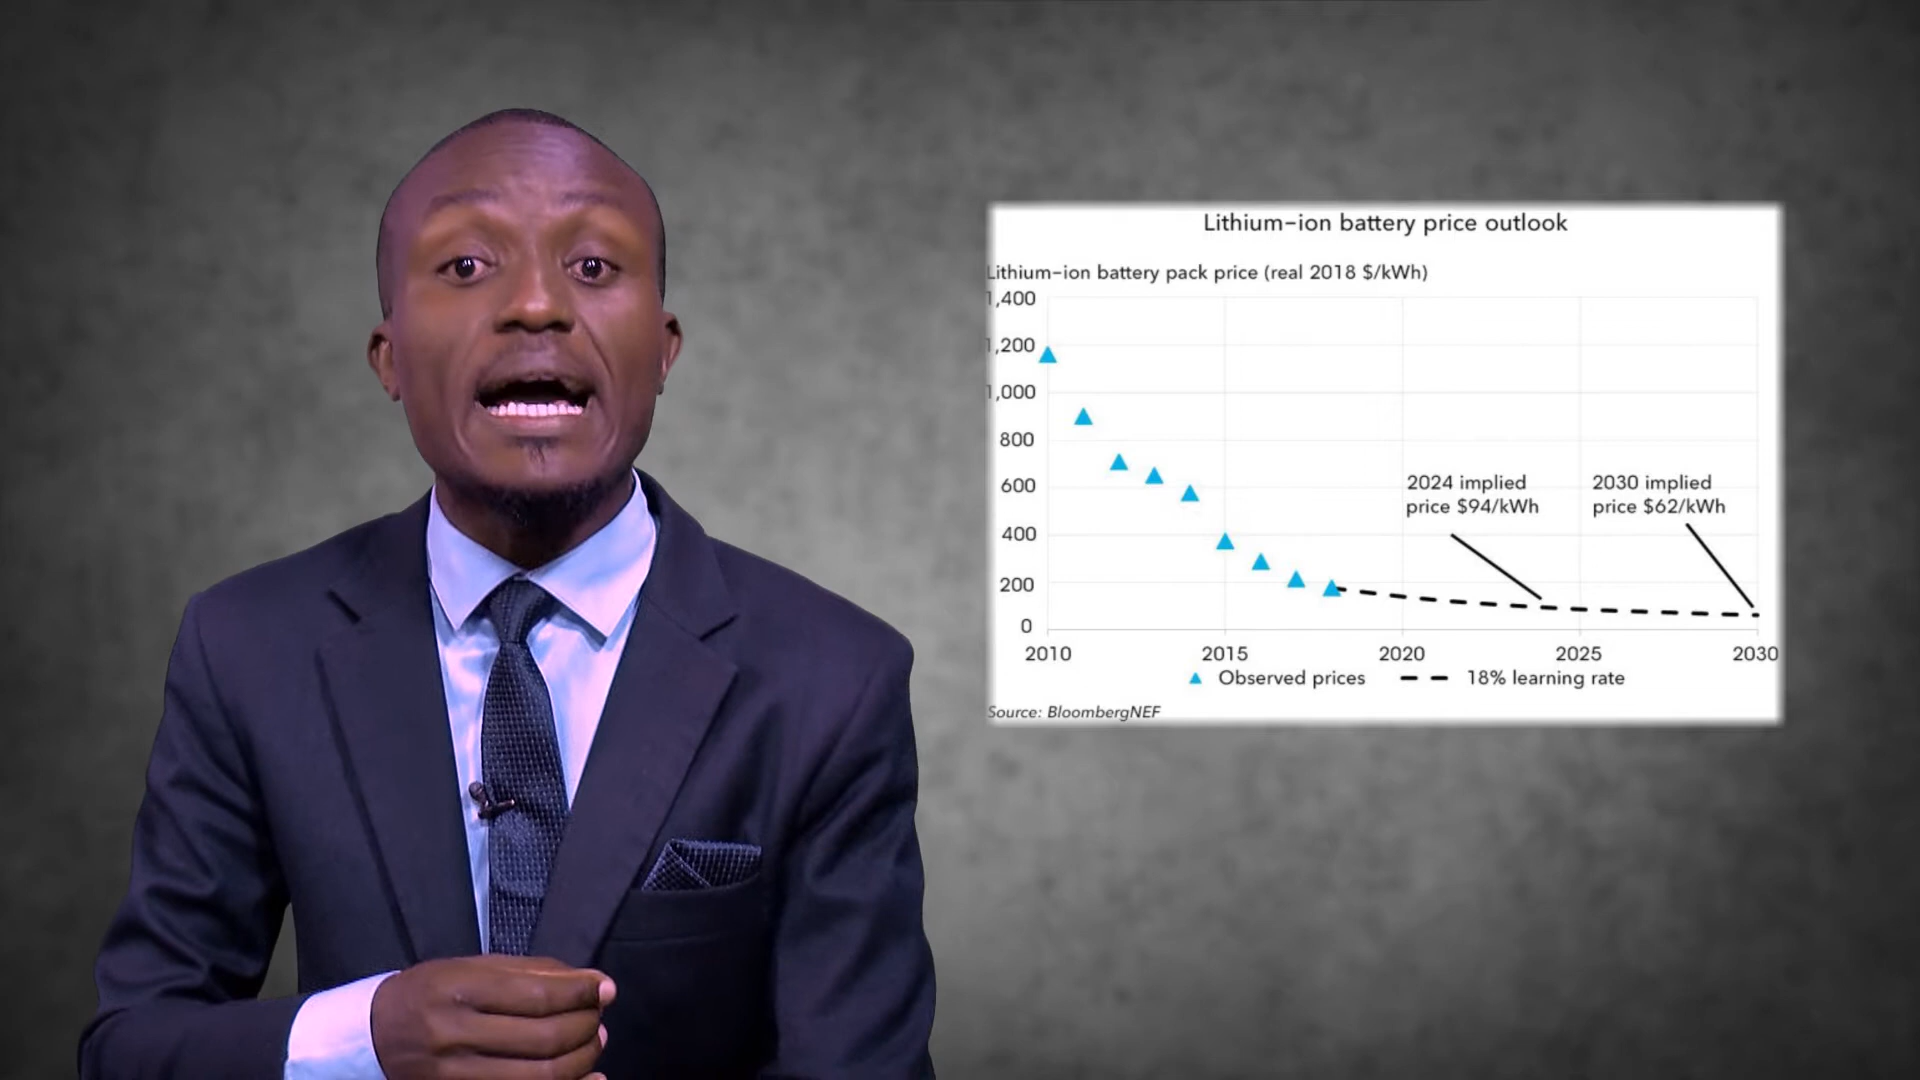 Lithium-ion battery price outlook
Lithium-ion battery pack price (real 2018 $/kWh)
1,400
1,200
1,000
800
600
400
200
0
2024 implied
price $94/kWh
2030 implied
price $62/kWh
2010 2015 2020 2025 2030
Observed prices 18% learning rate
Source: BloombergNEF